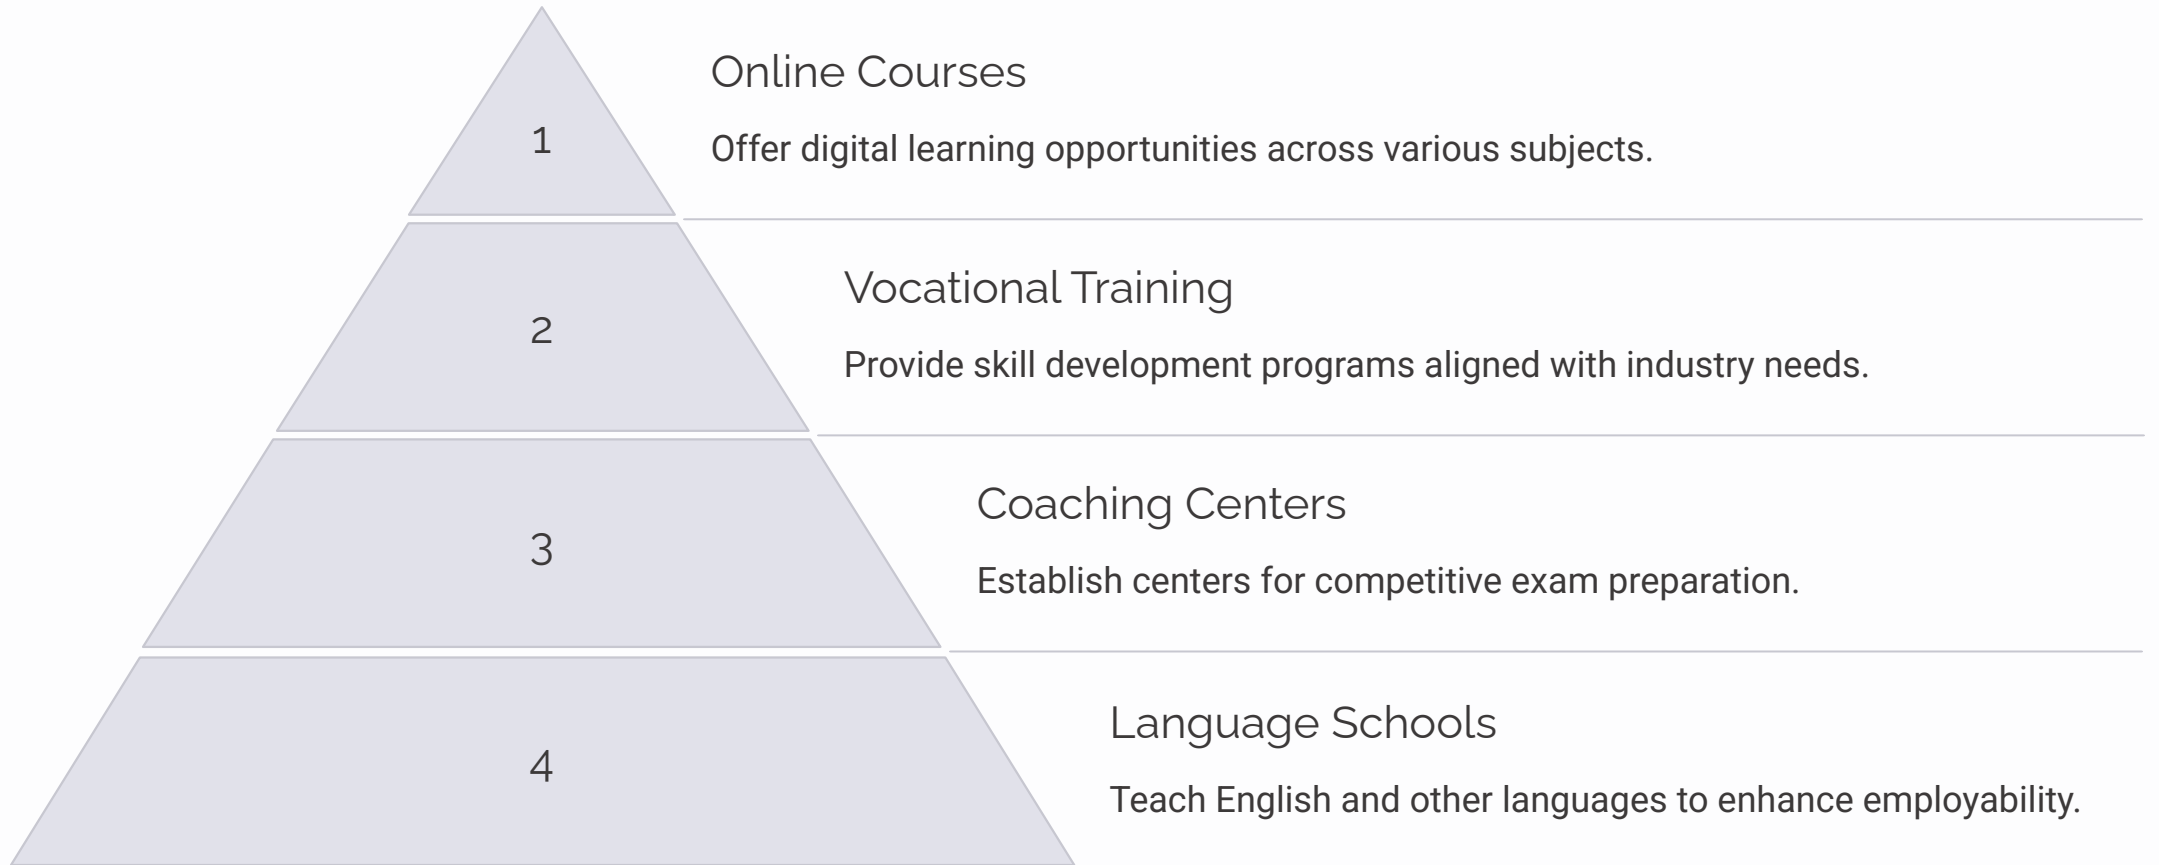 1
Online Courses
Offer digital learning opportunities across various subjects.
2
Vocational Training
Provide skill development programs aligned with industry needs.
3
Coaching Centers
Establish centers for competitive exam preparation.
4
Language Schools
Teach English and other languages to enhance employability.